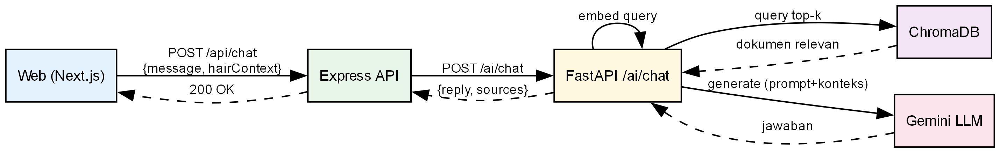 Web (Next.js)
POST /api/chat
{message, hairContext}
200 OK
Express API
POST /ai/chat
{reply, sources}
embed query
FastAPI /ai/chat
query top-k
dokumen relevan
generate (prompt+konteks)
jawaban
ChromaDB
Gemini LLM